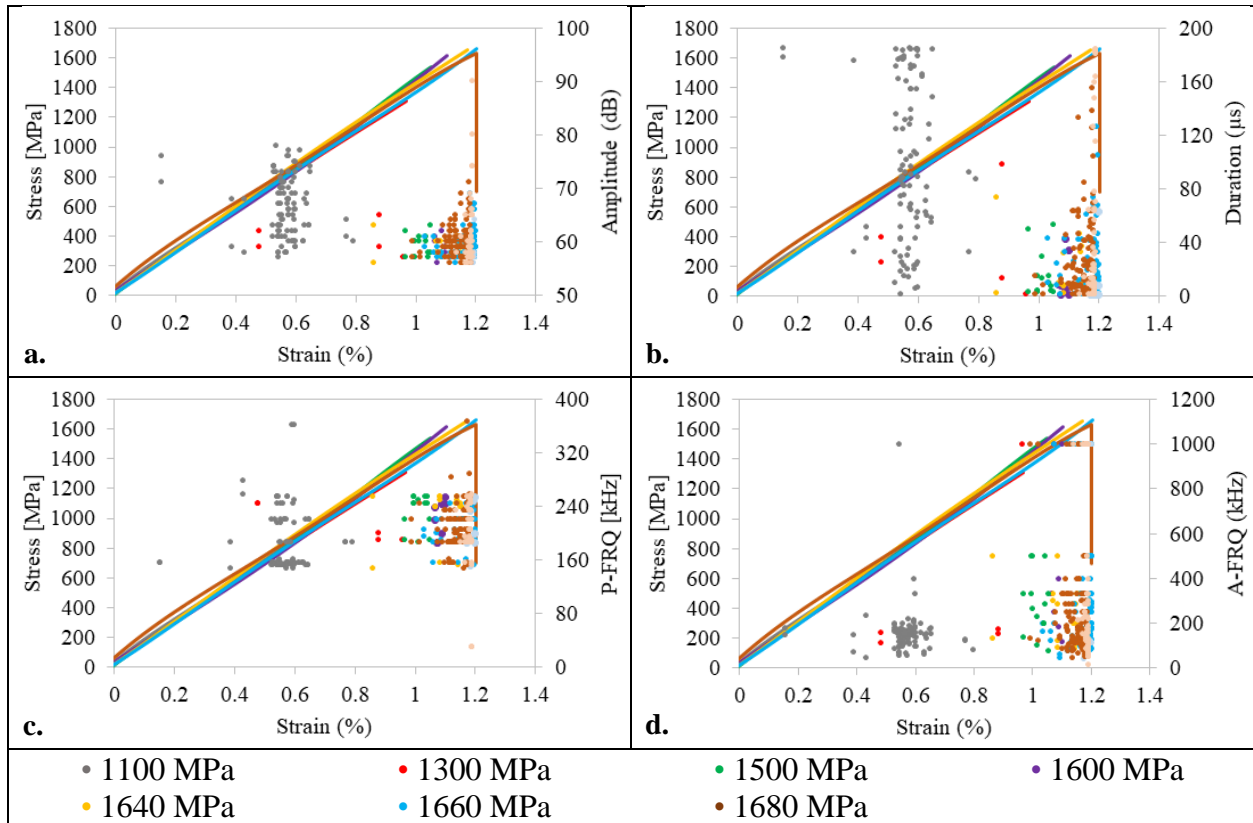 1800 1600 1400 1200 1000 800 600 400 200 0
Stress [MPa]
100 90 80 70 60 50
Amplitude (dB)
0 0.2 0.4 0.6 0.8 1 1.2 1.4
Strain (%)
a.
1800 1600 1400 1200 1000 800 600 400 200 0
Stress [MPa]
200 160 120 80 40 0
Duration (µs)
0 0.2 0.4 0.6 0.8 1 1.2 1.4
Strain (%)
b.
1800 1600 1400 1200 1000 800 600 400 200 0
Stress [MPa]
400 320 240 160 80 0
P-FRQ [kHz]
0 0.2 0.4 0.6 0.8 1 1.2 1.4
Strain (%)
c.
1800 1600 1400 1200 1000 800 600 400 200 0
Stress [MPa]
1200 1000 800 600 400 200 0
A-FRQ (kHz)
0 0.2 0.4 0.6 0.8 1 1.2 1.4
Strain (%)
d.
1100 MPa 1300 MPa 1500 MPa 1600 MPa
1640 MPa 1660 MPa 1680 MPa